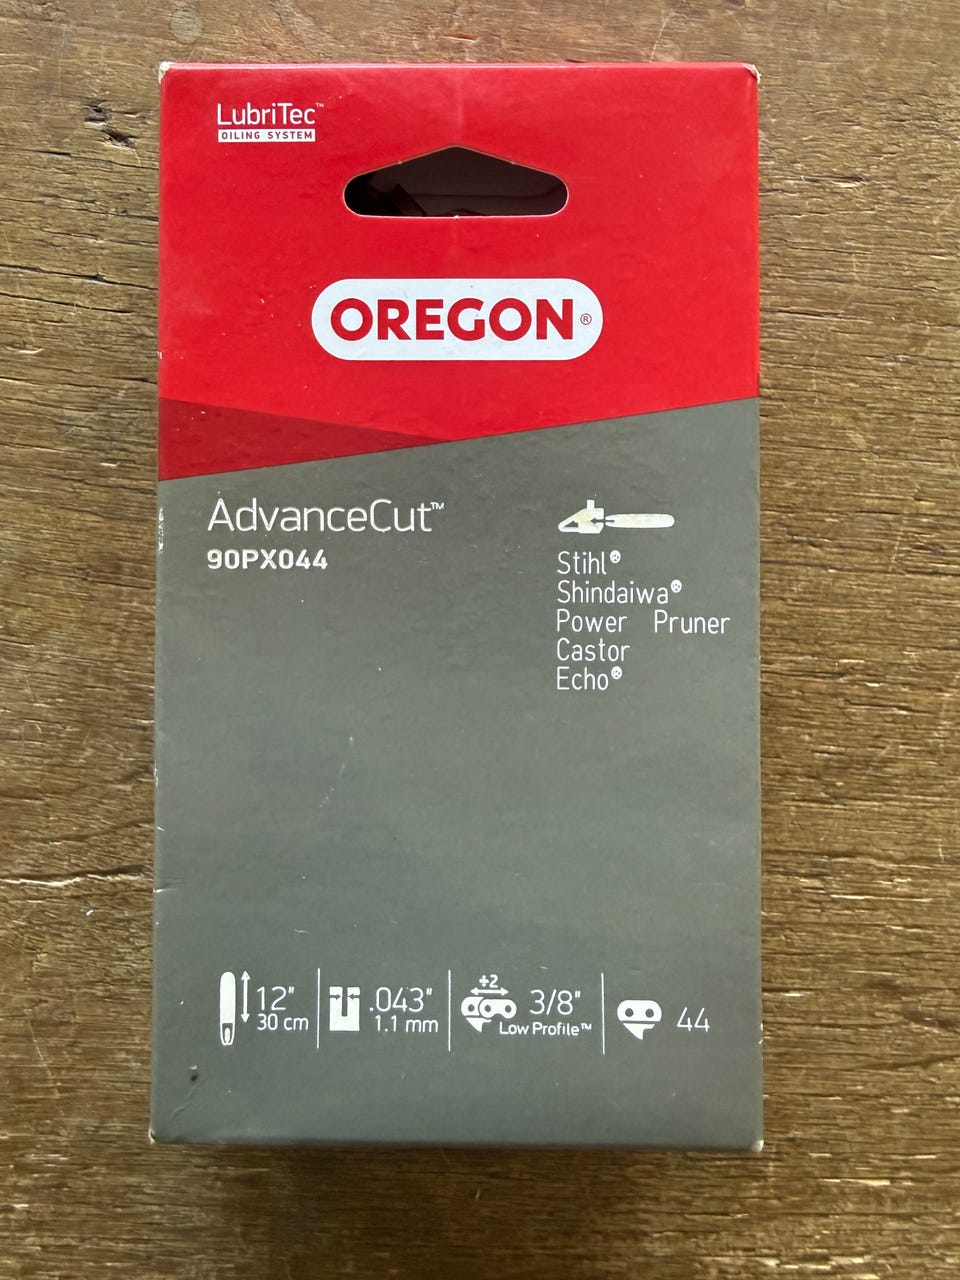 LubriTec™
OILING SYSTEM
OREGON®
AdvanceCut™
90PX044
Stihl®
Shindaiwa®
Power Pruner
Castor
Echo®
12"
30 cm
.043"
1.1 mm
+2
3/8"
Low Profile™
44